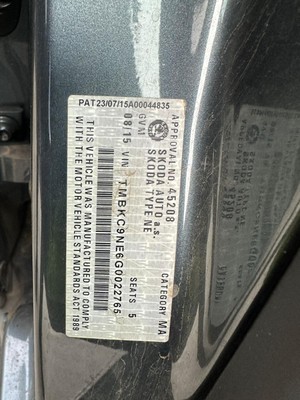 PAT23/07/15A00044835
APPROVAL NO. 45208
SKODA AUTO a.s.
SKODA TYPE NE
GVA1
08/15 VIN TMBKC9NE6G0022765
SEATS 5 CATEGORY MA
THIS VEHICLE WAS MANUFACTURED TO COMPLY
WITH THE MOTOR VEHICLE STANDARDS ACT 1989